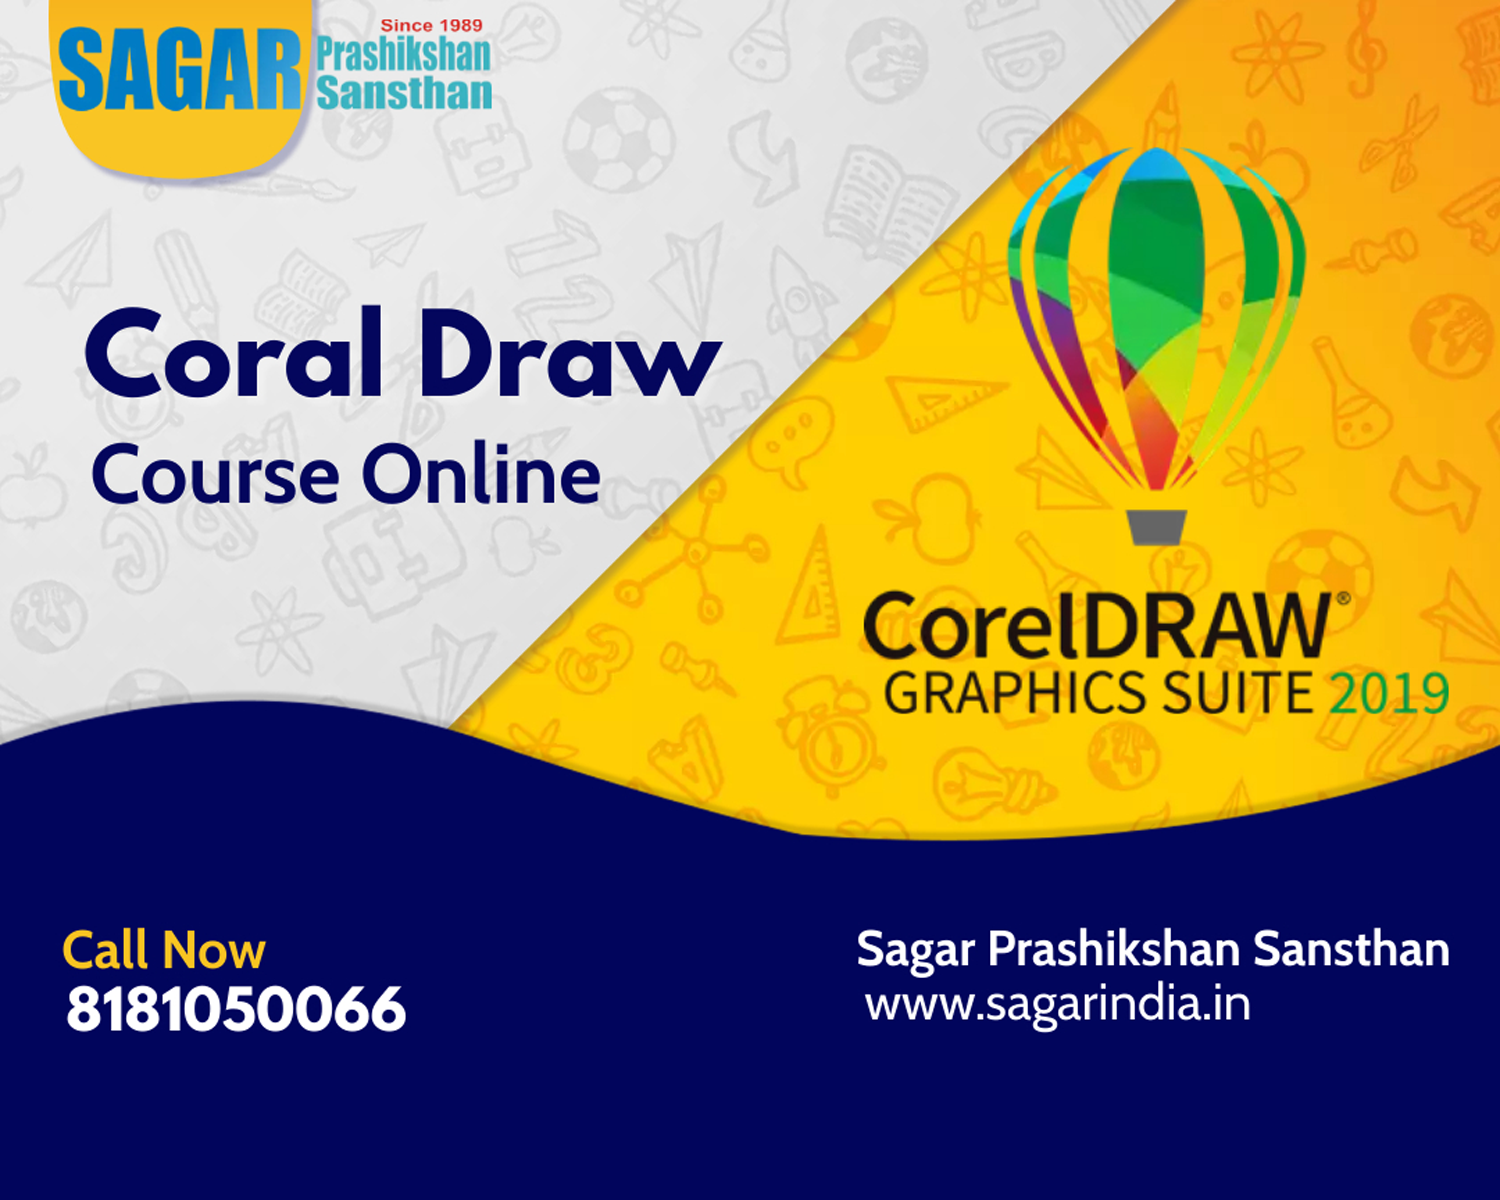 Since 1989
SAGAR Prashikshan
Sansthan
Coral Draw
Course Online
CorelDRAW®
GRAPHICS SUITE 2019
Call Now
8181050066
Sagar Prashikshan Sansthan
www.sagarindia.in